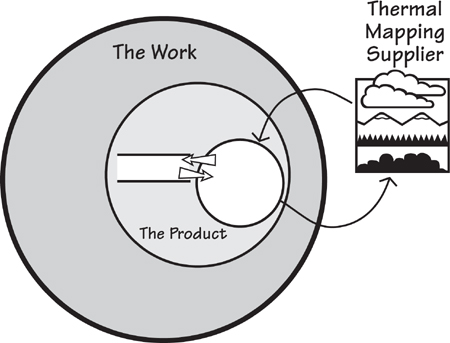 Thermal
Mapping
Supplier
The Work
The Product